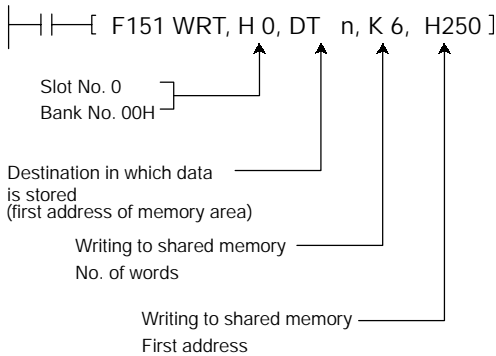 F151 WRT, H 0, DT n, K 6, H250
Slot No. 0
Bank No. 00H
Destination in which data
is stored
(first address of memory area)
Writing to shared memory
No. of words
Writing to shared memory
First address